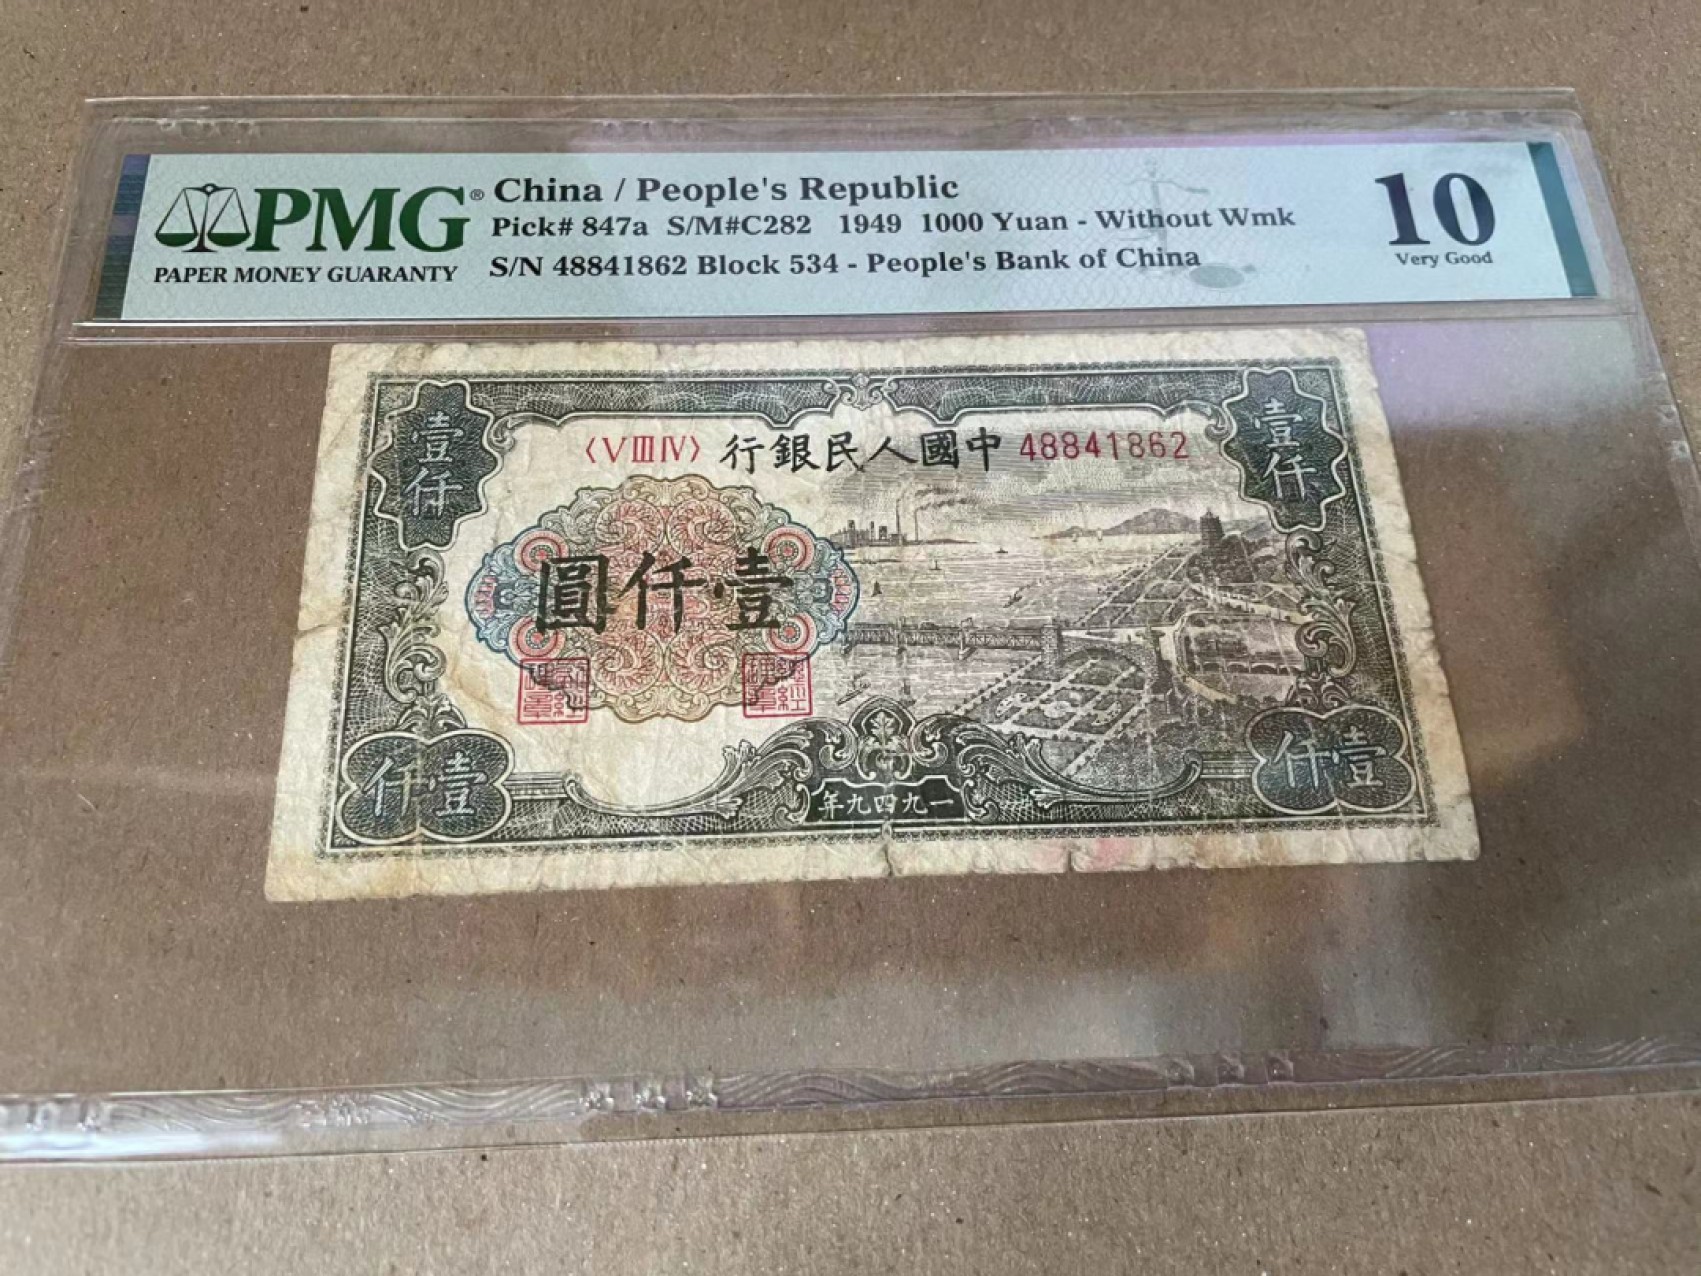 PMG® China / People's Republic
Pick# 847a S/M#C282 1949 1000 Yuan - Without Wmk
S/N 48841862 Block 534 - People's Bank of China
PAPER MONEY GUARANTY
10
Very Good
〈V III IV〉 行銀民人國中 48841862
壹仟
壹仟
圓仟壹
仟壹
仟壹
年九四九一